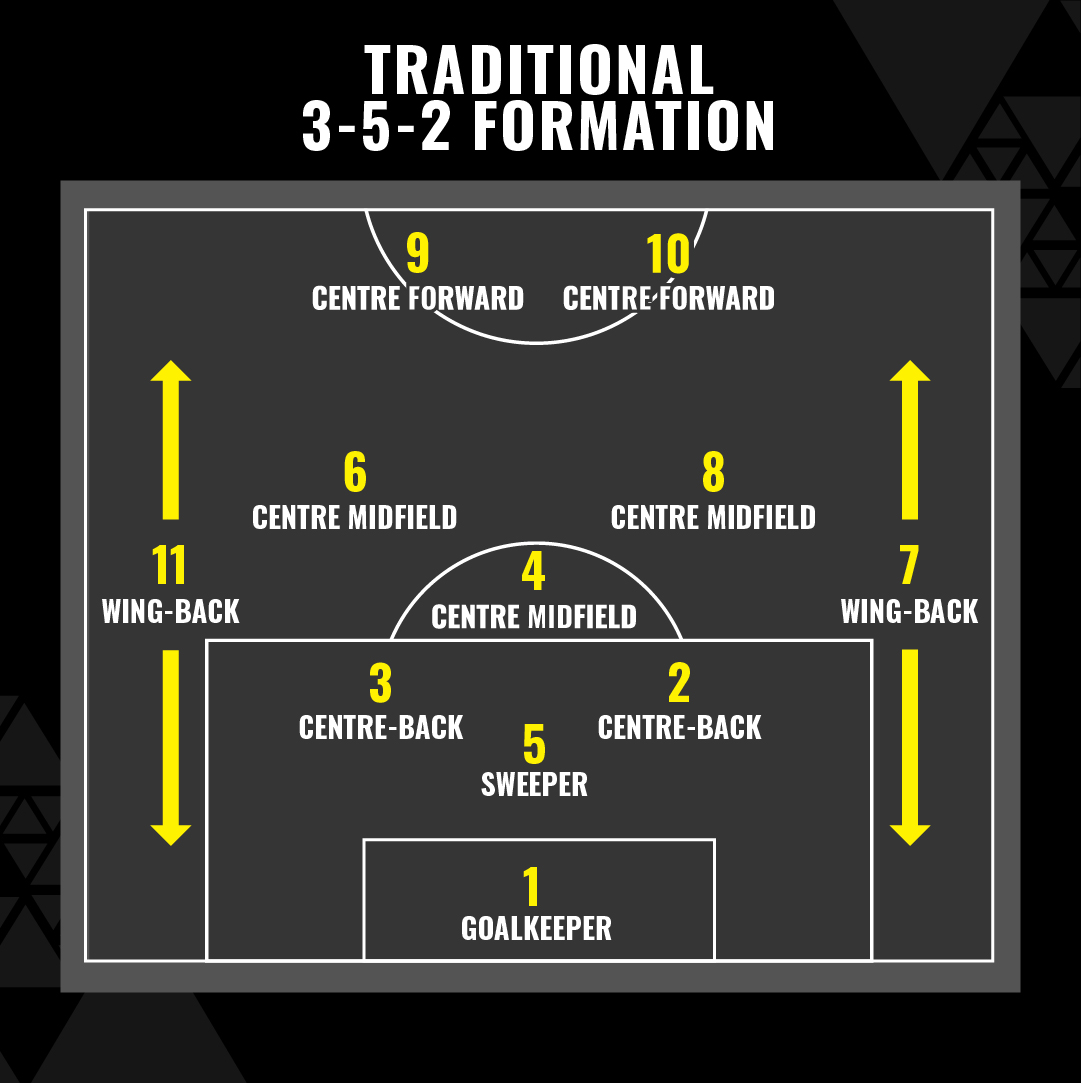 TRADITIONAL
3-5-2 FORMATION
9
CENTRE FORWARD
10
CENTRE FORWARD
6
CENTRE MIDFIELD
8
CENTRE MIDFIELD
11
WING-BACK
4
CENTRE MIDFIELD
7
WING-BACK
3
CENTRE-BACK
2
CENTRE-BACK
5
SWEEPER
1
GOALKEEPER